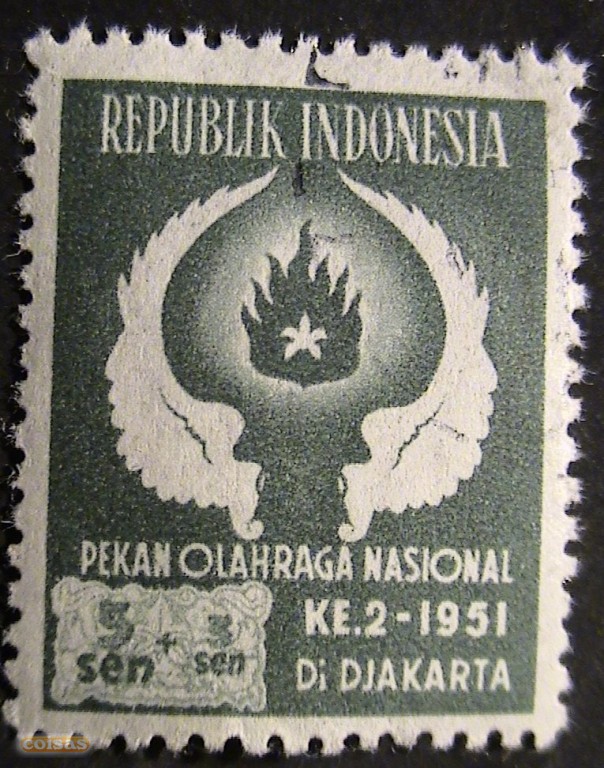 REPUBLIK INDONESIA
PEKAN OLAHRAGA NASIONAL
KE.2-1951
Di DJAKARTA
5 + 3
sen sen
coisas